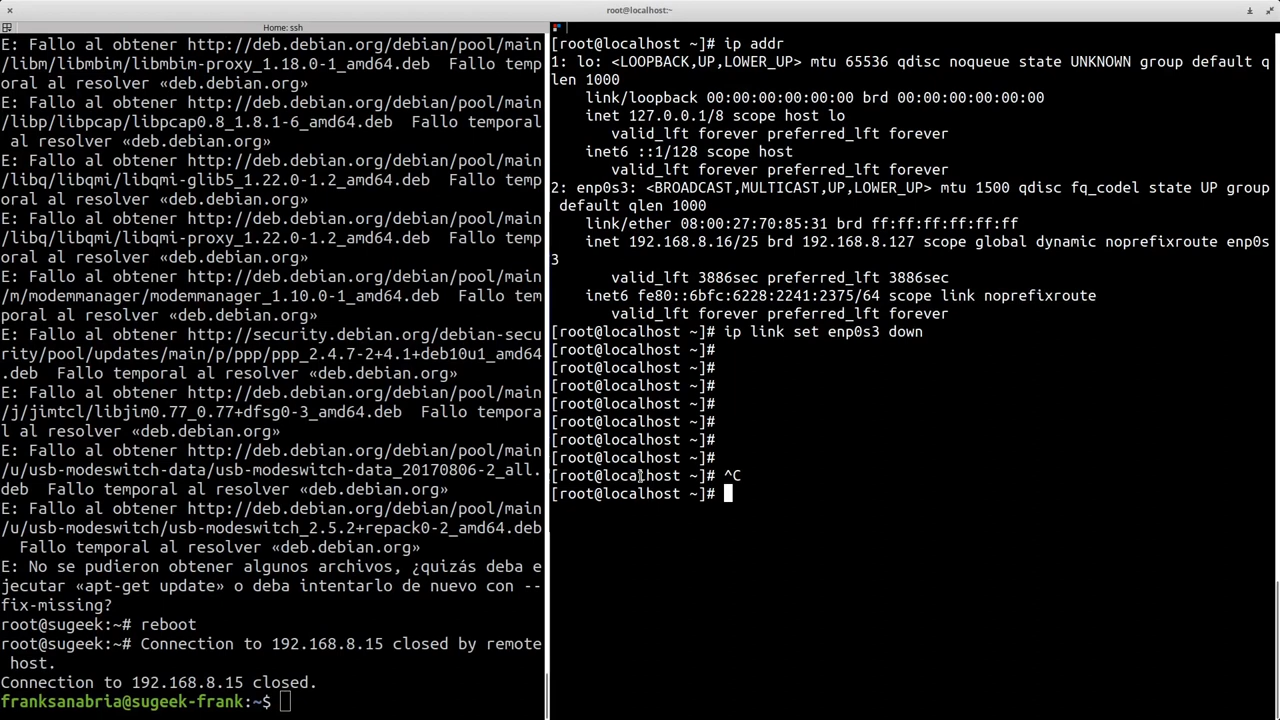 root@localhost:~
Home: ssh
E: Fallo al obtener http://deb.debian.org/debian/pool/main
/libm/libmbim/libmbim-proxy_1.18.0-1_amd64.deb  Fallo temp
oral al resolver «deb.debian.org»
E: Fallo al obtener http://deb.debian.org/debian/pool/main
/libp/libpcap/libpcap0.8_1.8.1-6_amd64.deb  Fallo temporal
 al resolver «deb.debian.org»
E: Fallo al obtener http://deb.debian.org/debian/pool/main
/libq/libqmi/libqmi-glib5_1.22.0-1.2_amd64.deb  Fallo temp
oral al resolver «deb.debian.org»
E: Fallo al obtener http://deb.debian.org/debian/pool/main
/libq/libqmi/libqmi-proxy_1.22.0-1.2_amd64.deb  Fallo temp
oral al resolver «deb.debian.org»
E: Fallo al obtener http://deb.debian.org/debian/pool/main
/m/modemmanager/modemmanager_1.10.0-1_amd64.deb  Fallo tem
poral al resolver «deb.debian.org»
E: Fallo al obtener http://security.debian.org/debian-secu
rity/pool/updates/main/p/ppp/ppp_2.4.7-2+4.1+deb10u1_amd64
.deb  Fallo temporal al resolver «deb.debian.org»
E: Fallo al obtener http://deb.debian.org/debian/pool/main
/j/jimtcl/libjim0.77_0.77+dfsg0-3_amd64.deb  Fallo tempora
l al resolver «deb.debian.org»
E: Fallo al obtener http://deb.debian.org/debian/pool/main
/u/usb-modeswitch-data/usb-modeswitch-data_20170806-2_all.
deb  Fallo temporal al resolver «deb.debian.org»
E: Fallo al obtener http://deb.debian.org/debian/pool/main
/u/usb-modeswitch/usb-modeswitch_2.5.2+repack0-2_amd64.deb
  Fallo temporal al resolver «deb.debian.org»
E: No se pudieron obtener algunos archivos, ¿quizás deba e
jecutar «apt-get update» o deba intentarlo de nuevo con --
fix-missing?
root@sugeek:~# reboot
root@sugeek:~# Connection to 192.168.8.15 closed by remote
 host.
Connection to 192.168.8.15 closed.
franksanabria@sugeek-frank:~$
[root@localhost ~]# ip addr
1: lo: <LOOPBACK,UP,LOWER_UP> mtu 65536 qdisc noqueue state UNKNOWN group default q
len 1000
    link/loopback 00:00:00:00:00:00 brd 00:00:00:00:00:00
    inet 127.0.0.1/8 scope host lo
       valid_lft forever preferred_lft forever
    inet6 ::1/128 scope host
       valid_lft forever preferred_lft forever
2: enp0s3: <BROADCAST,MULTICAST,UP,LOWER_UP> mtu 1500 qdisc fq_codel state UP group
 default qlen 1000
    link/ether 08:00:27:70:85:31 brd ff:ff:ff:ff:ff:ff
    inet 192.168.8.16/25 brd 192.168.8.127 scope global dynamic noprefixroute enp0s
3
       valid_lft 3886sec preferred_lft 3886sec
    inet6 fe80::6bfc:6228:2241:2375/64 scope link noprefixroute
       valid_lft forever preferred_lft forever
[root@localhost ~]# ip link set enp0s3 down
[root@localhost ~]#
[root@localhost ~]#
[root@localhost ~]#
[root@localhost ~]#
[root@localhost ~]#
[root@localhost ~]#
[root@localhost ~]#
[root@localhost ~]# ^C
[root@localhost ~]#